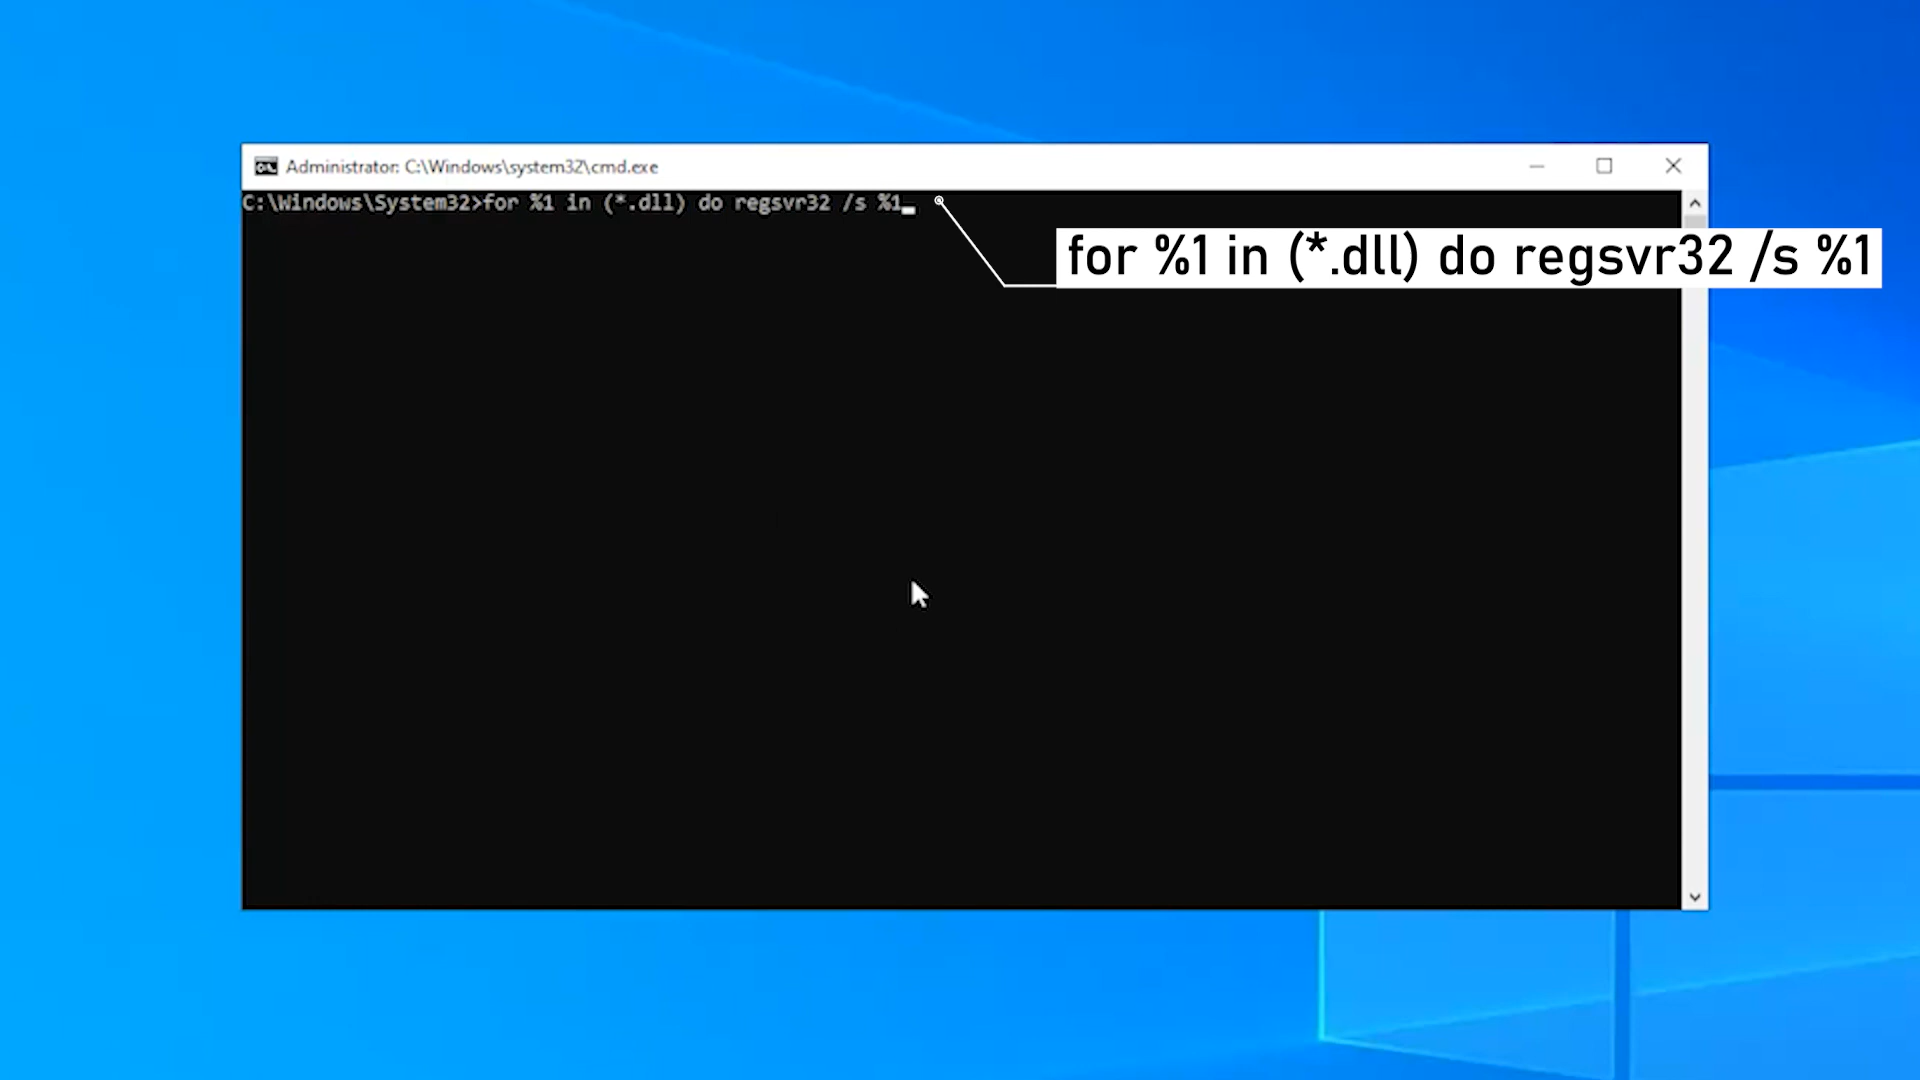 Administrator: C:\Windows\system32\cmd.exe
C:\Windows\System32>for %1 in (*.dll) do regsvr32 /s %1
for %1 in (*.dll) do regsvr32 /s %1